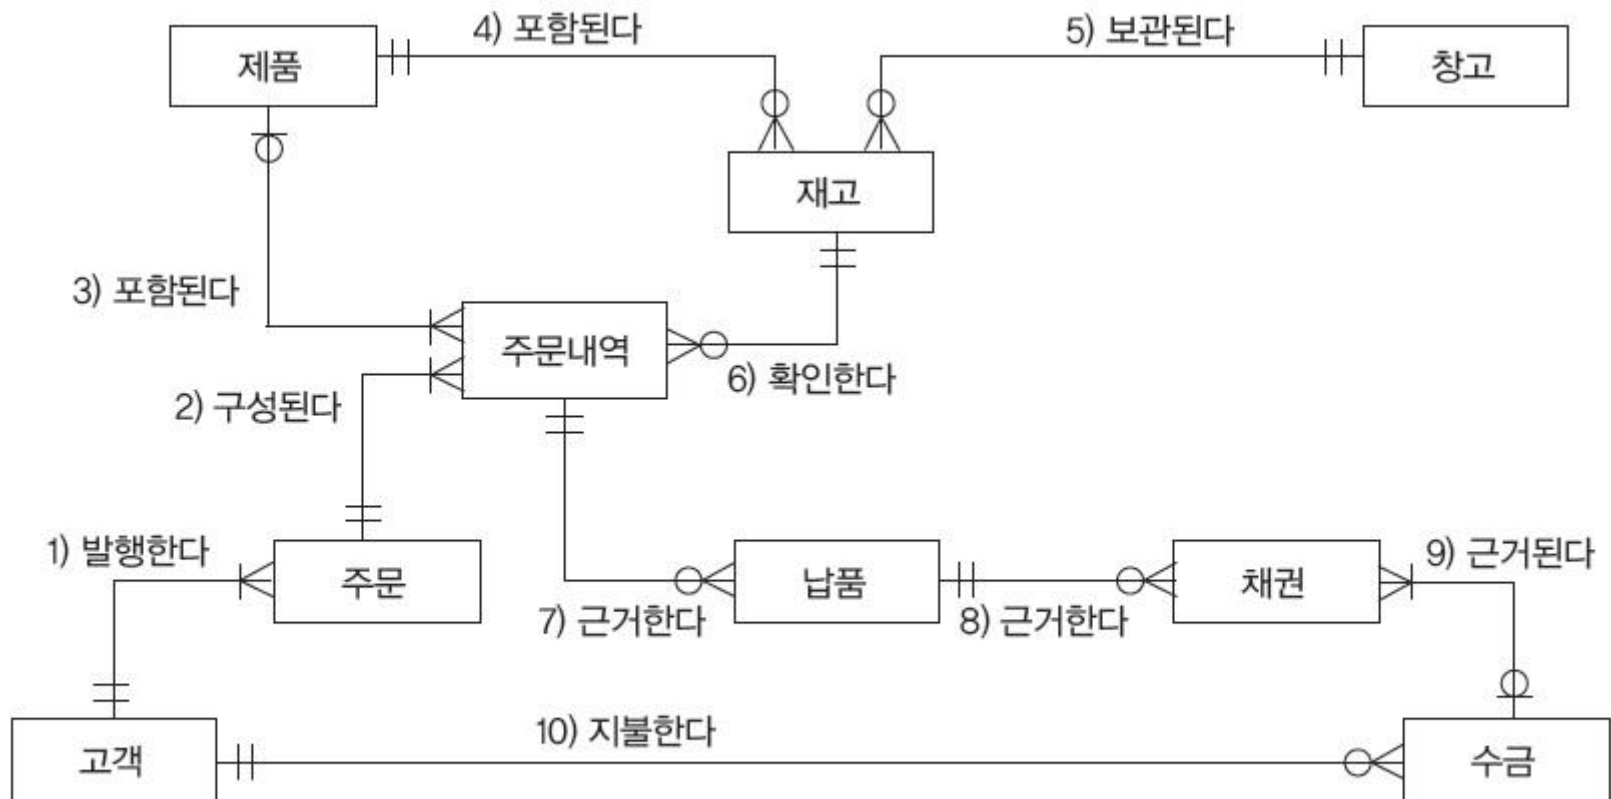 4) 포함된다
5) 보관된다
제품
창고
재고
3) 포함된다
주문내역
6) 확인한다
2) 구성된다
1) 발행한다
주문
납품
채권
9) 근거된다
7) 근거한다
8) 근거한다
10) 지불한다
고객
수금